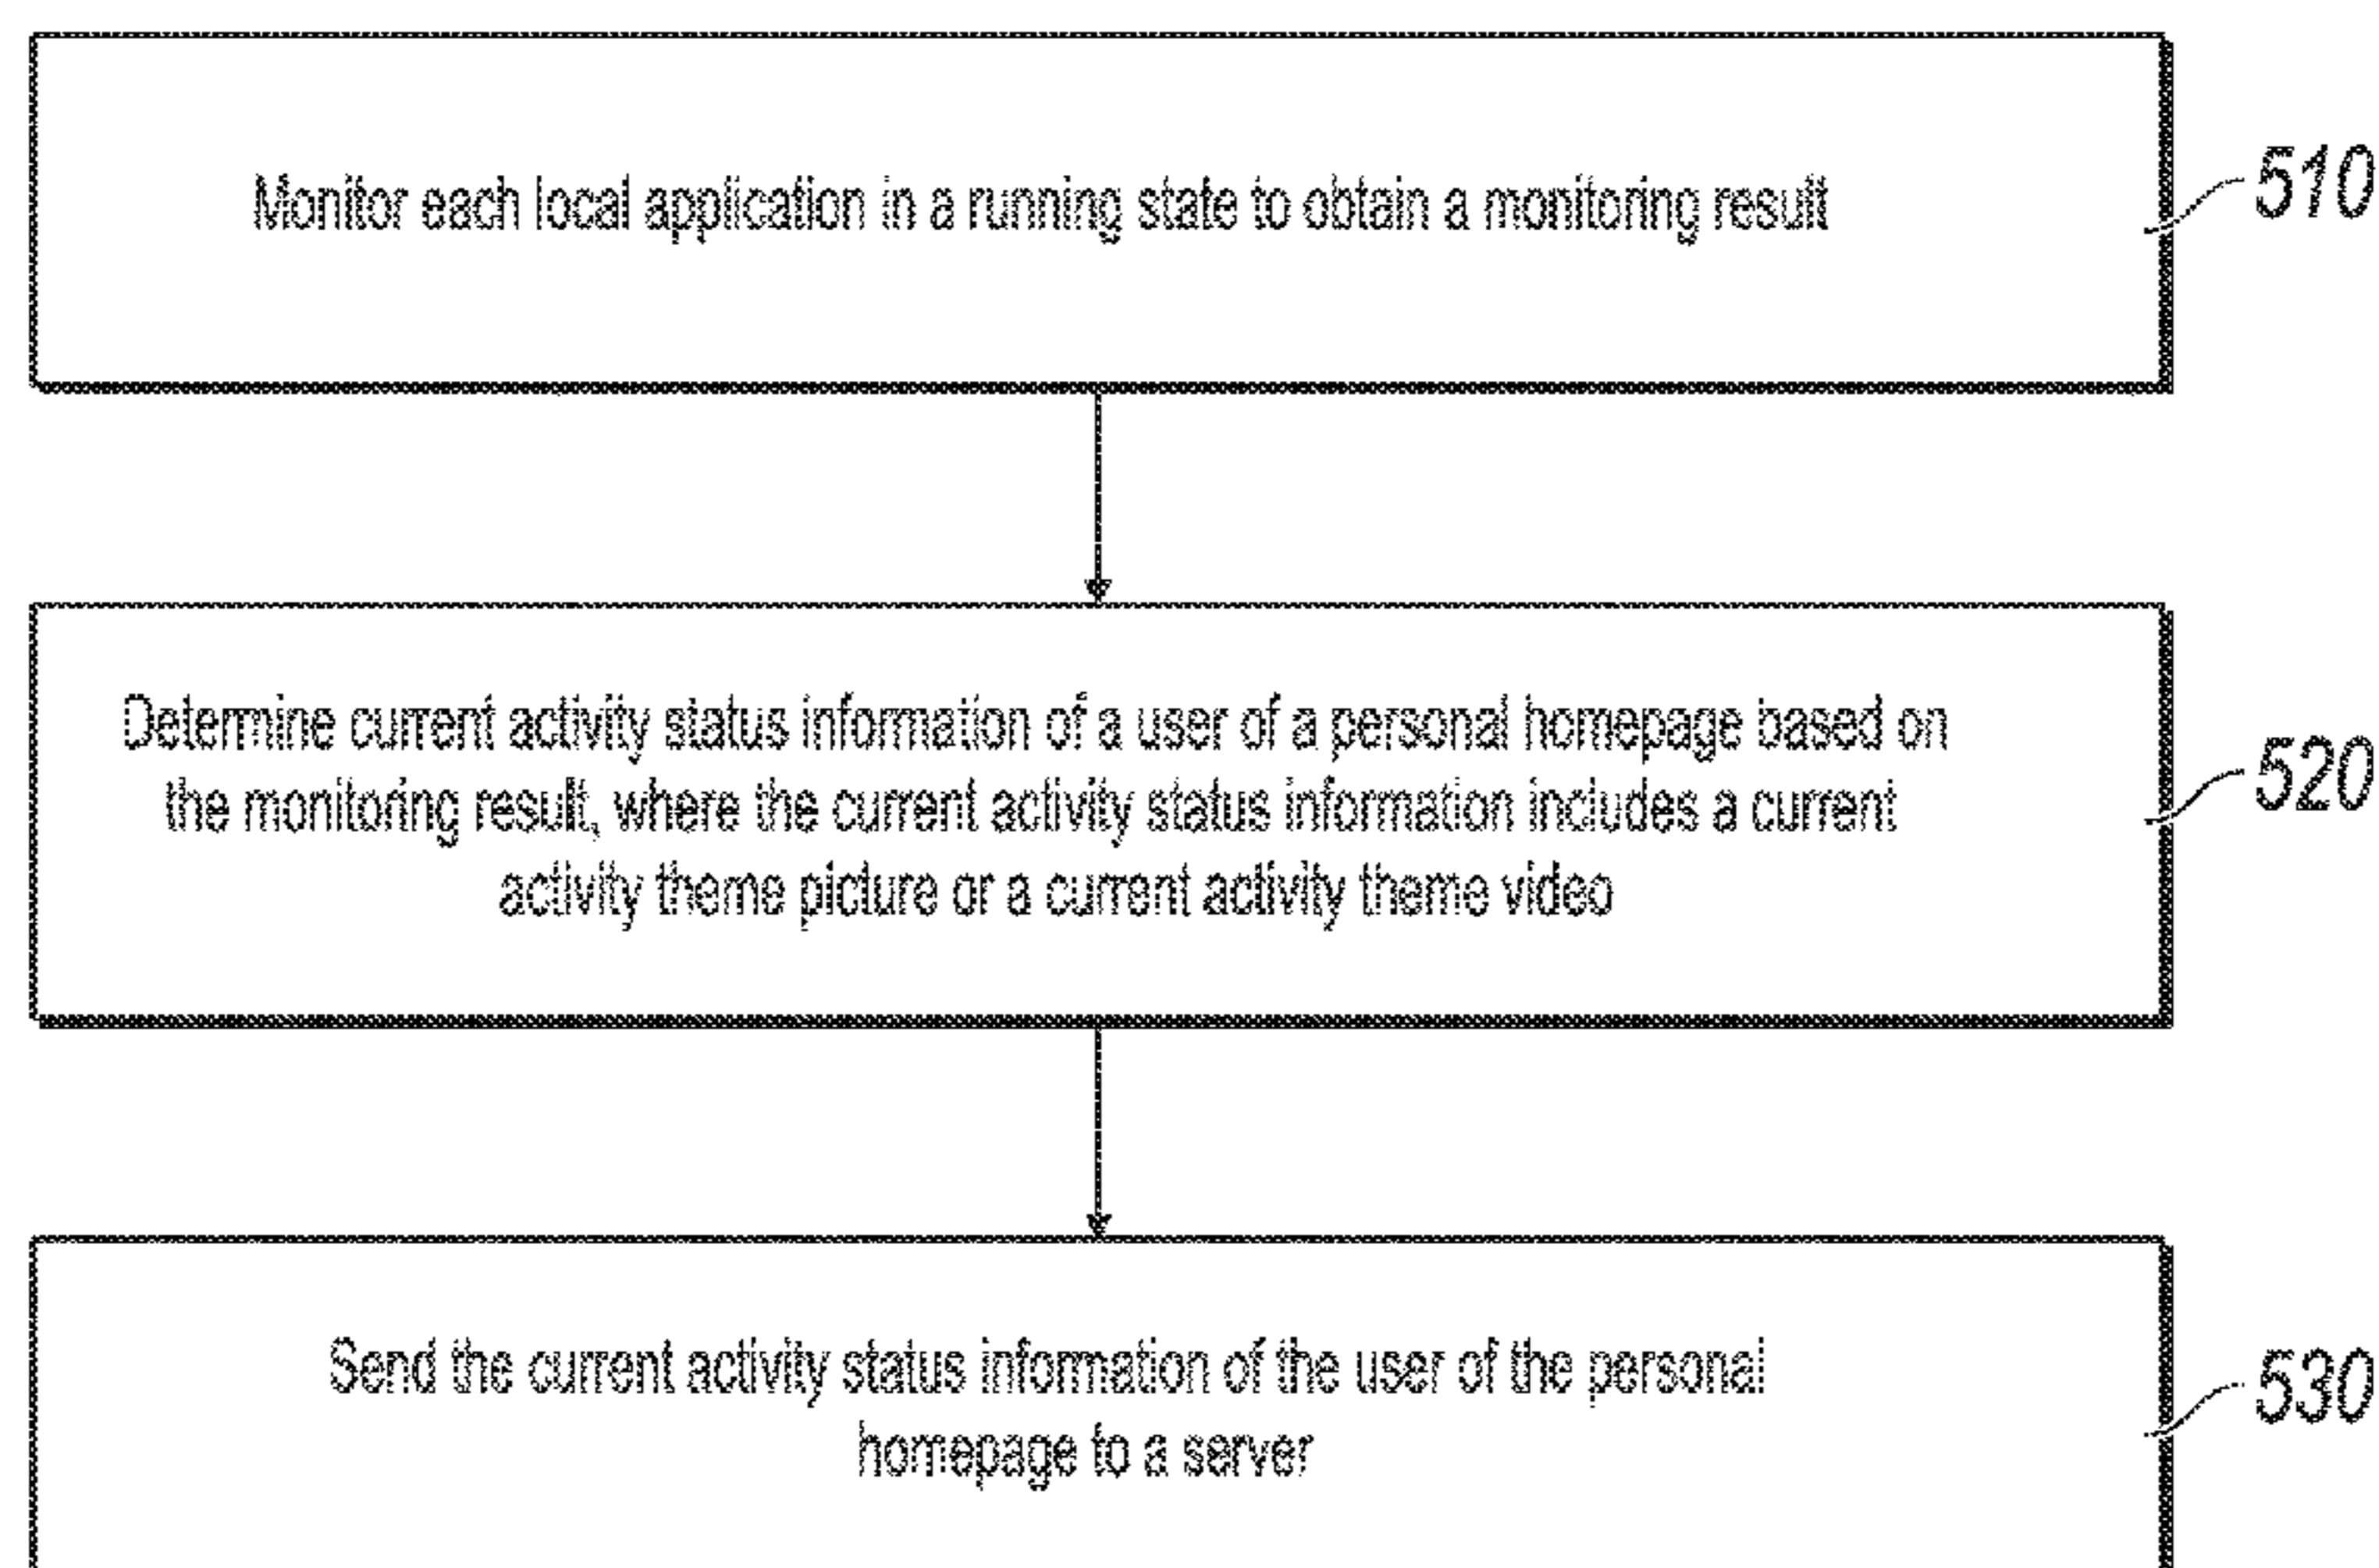 Monitor each local application in a running state to obtain a monitoring result
510
Determine current activity status information of a user of a personal homepage based on
the monitoring result, where the current activity status information includes a current
activity theme picture or a current activity theme video
520
Send the current activity status information of the user of the personal
homepage to a server
530